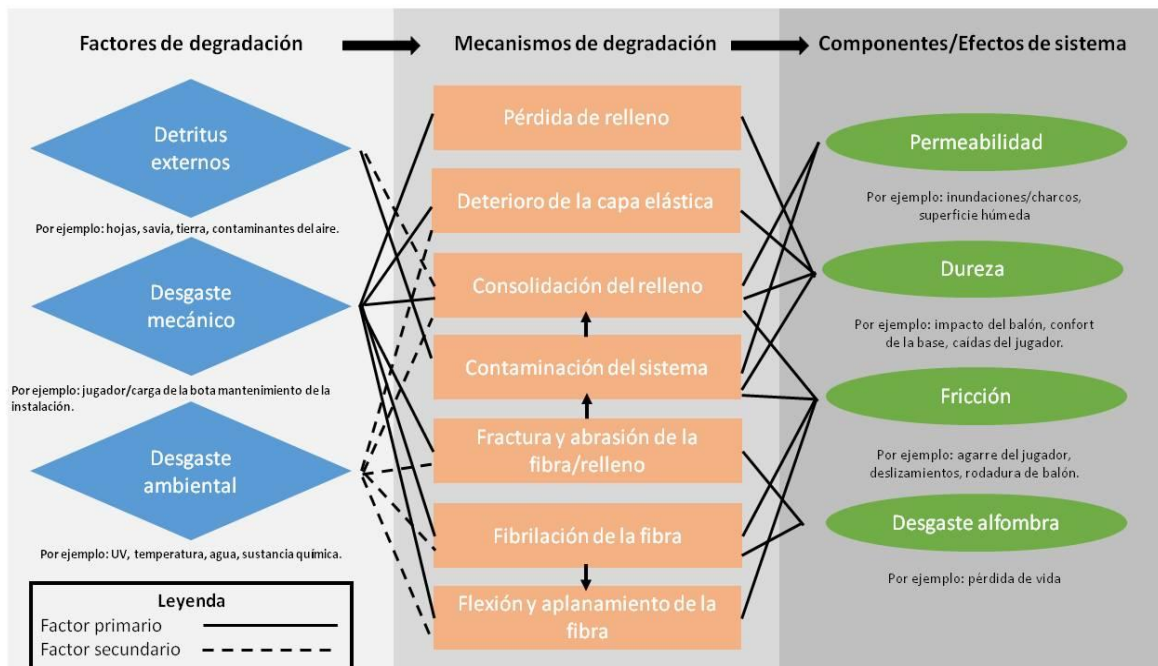 Factores de degradación
Mecanismos de degradación
Componentes/Efectos de sistema
Detritus
externos
Por ejemplo: hojas, savia, tierra, contaminantes del aire.
Desgaste
mecánico
Por ejemplo: jugador/carga de la bota mantenimiento de la
instalación.
Desgaste
ambiental
Por ejemplo: UV, temperatura, agua, sustancia química.
Leyenda
Factor primario
Factor secundario
Pérdida de relleno
Deterioro de la capa elástica
Consolidación del relleno
Contaminación del sistema
Fractura y abrasión de la
fibra/relleno
Fibrilación de la fibra
Flexión y aplanamiento de la
fibra
Permeabilidad
Por ejemplo: inundaciones/charcos,
superficie húmeda
Dureza
Por ejemplo: impacto del balón, confort
de la base, caídas del jugador.
Fricción
Por ejemplo: agarre del jugador,
deslizamientos, rodadura de balón.
Desgaste alfombra
Por ejemplo: pérdida de vida